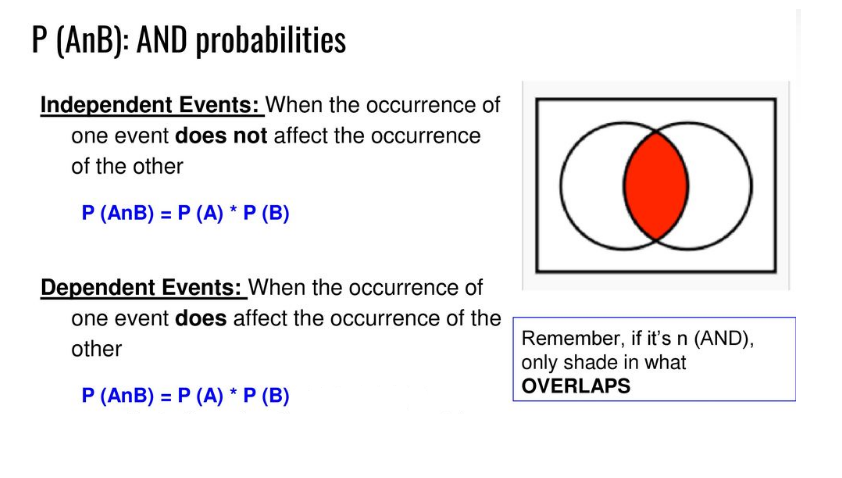 P (AnB): AND probabilities
Independent Events: When the occurrence of
one event does not affect the occurrence
of the other
P (AnB) = P (A) * P (B)
Dependent Events: When the occurrence of
one event does affect the occurrence of the
other
P (AnB) = P (A) * P (B)
Remember, if it's n (AND),
only shade in what
OVERLAPS